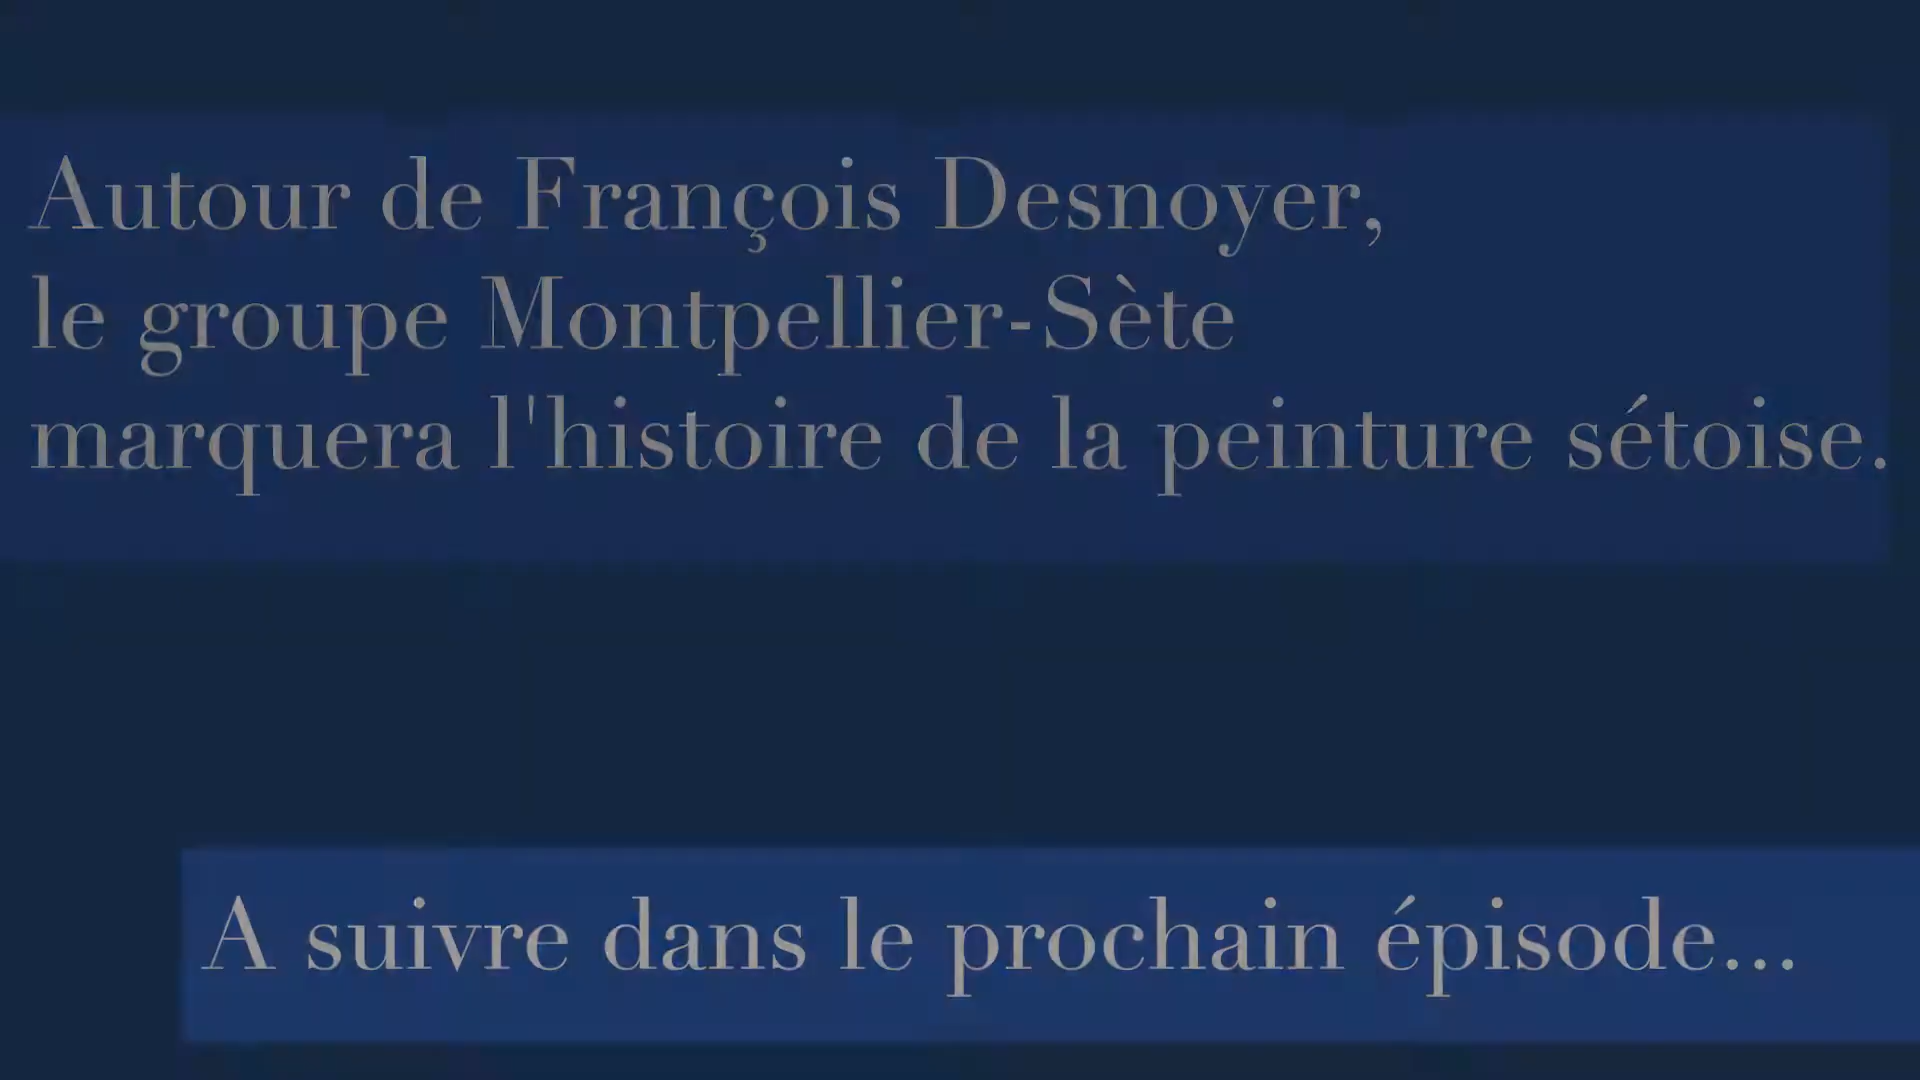 Autour de François Desnoyer,
le groupe Montpellier-Sète
marquera l'histoire de la peinture sétoise.
A suivre dans le prochain épisode...